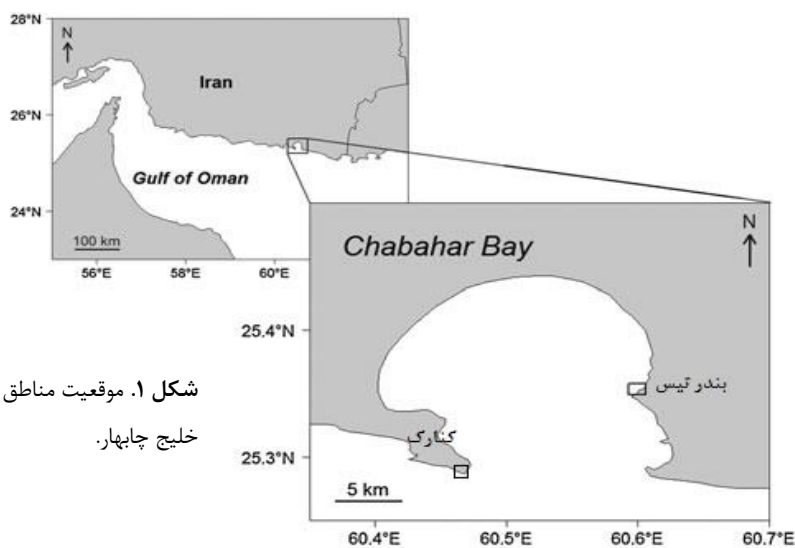 28°N
N
Iran
26°N
Gulf of Oman
24°N
100 km
56°E 58°E 60°E
N
Chabahar Bay
25.4°N
بندر تیس
شکل ۱. موقعیت مناطق
خلیج چابهار.
کنارک
25.3°N
5 km
60.4°E 60.5°E 60.6°E 60.7°E